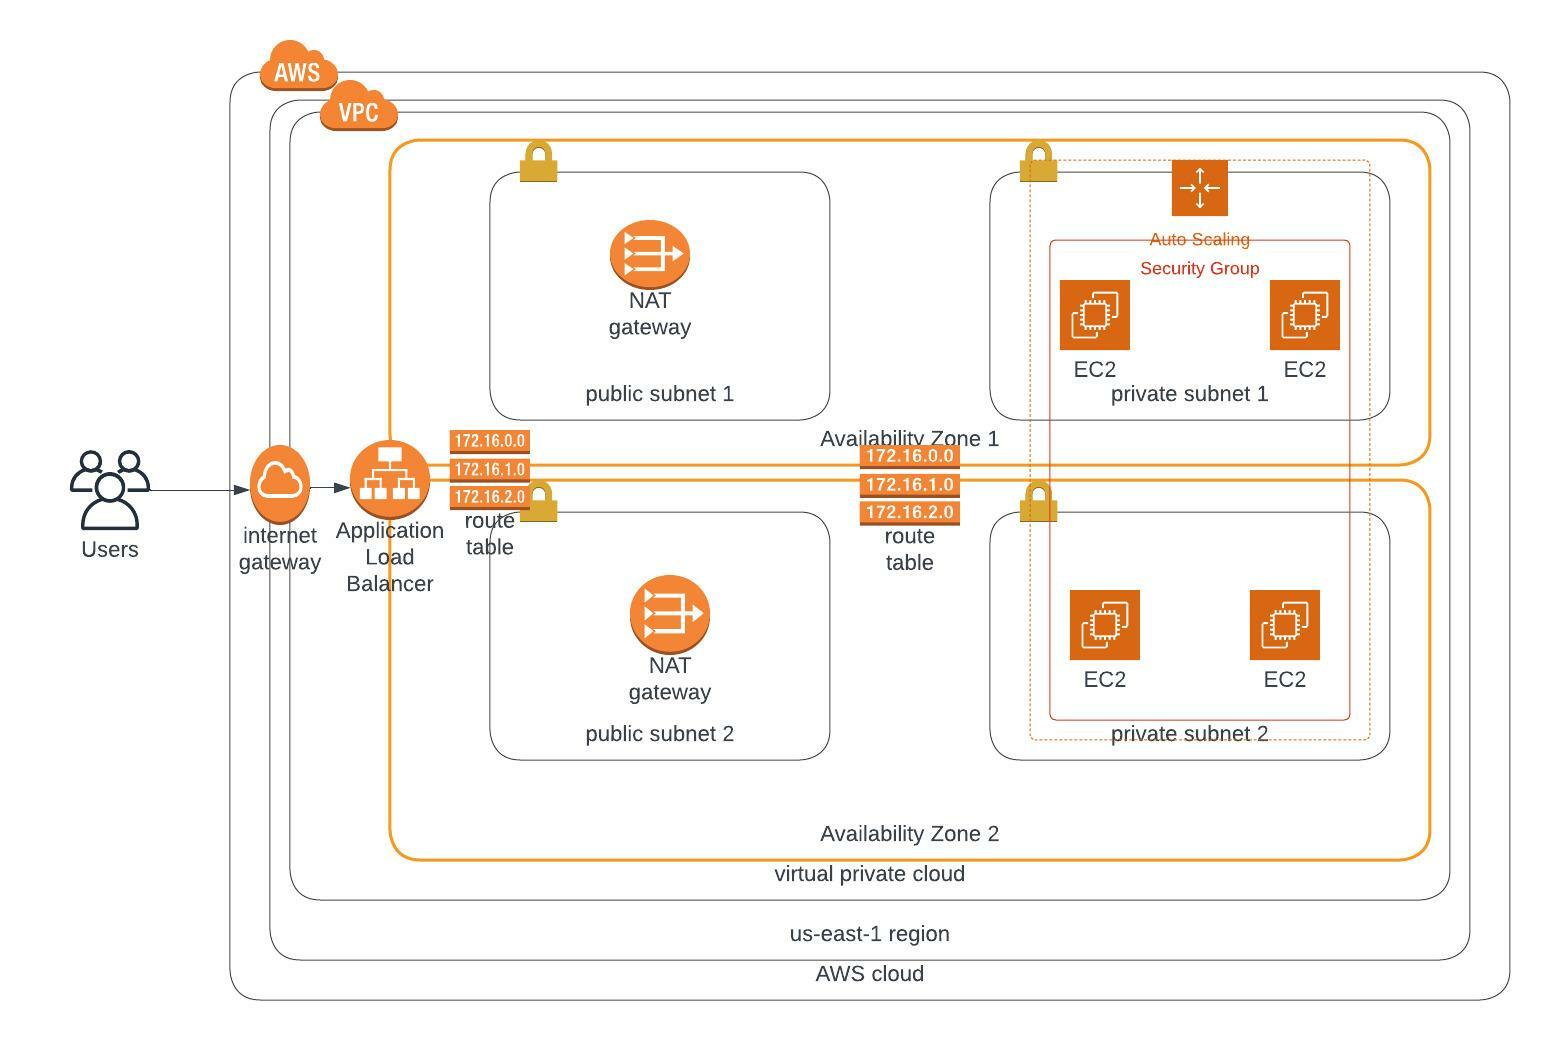 AWS
VPC
NAT
gateway
public subnet 1
Auto Scaling
Security Group
EC2
EC2
private subnet 1
Availability Zone 1
172.16.0.0
172.16.1.0
172.16.2.0
route
table
172.16.0.0
172.16.1.0
172.16.2.0
route
table
Users
internet
gateway
Application
Load
Balancer
NAT
gateway
public subnet 2
EC2
EC2
private subnet 2
Availability Zone 2
virtual private cloud
us-east-1 region
AWS cloud